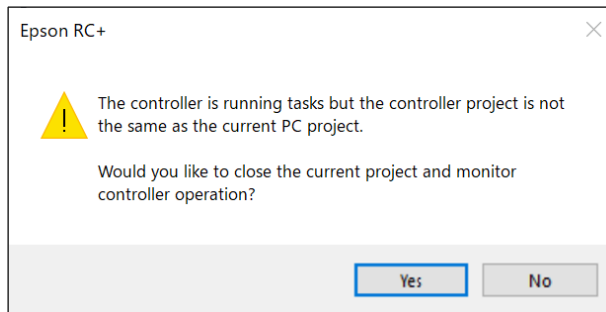 Epson RC+
The controller is running tasks but the controller project is not
the same as the current PC project.
Would you like to close the current project and monitor
controller operation?
Yes
No